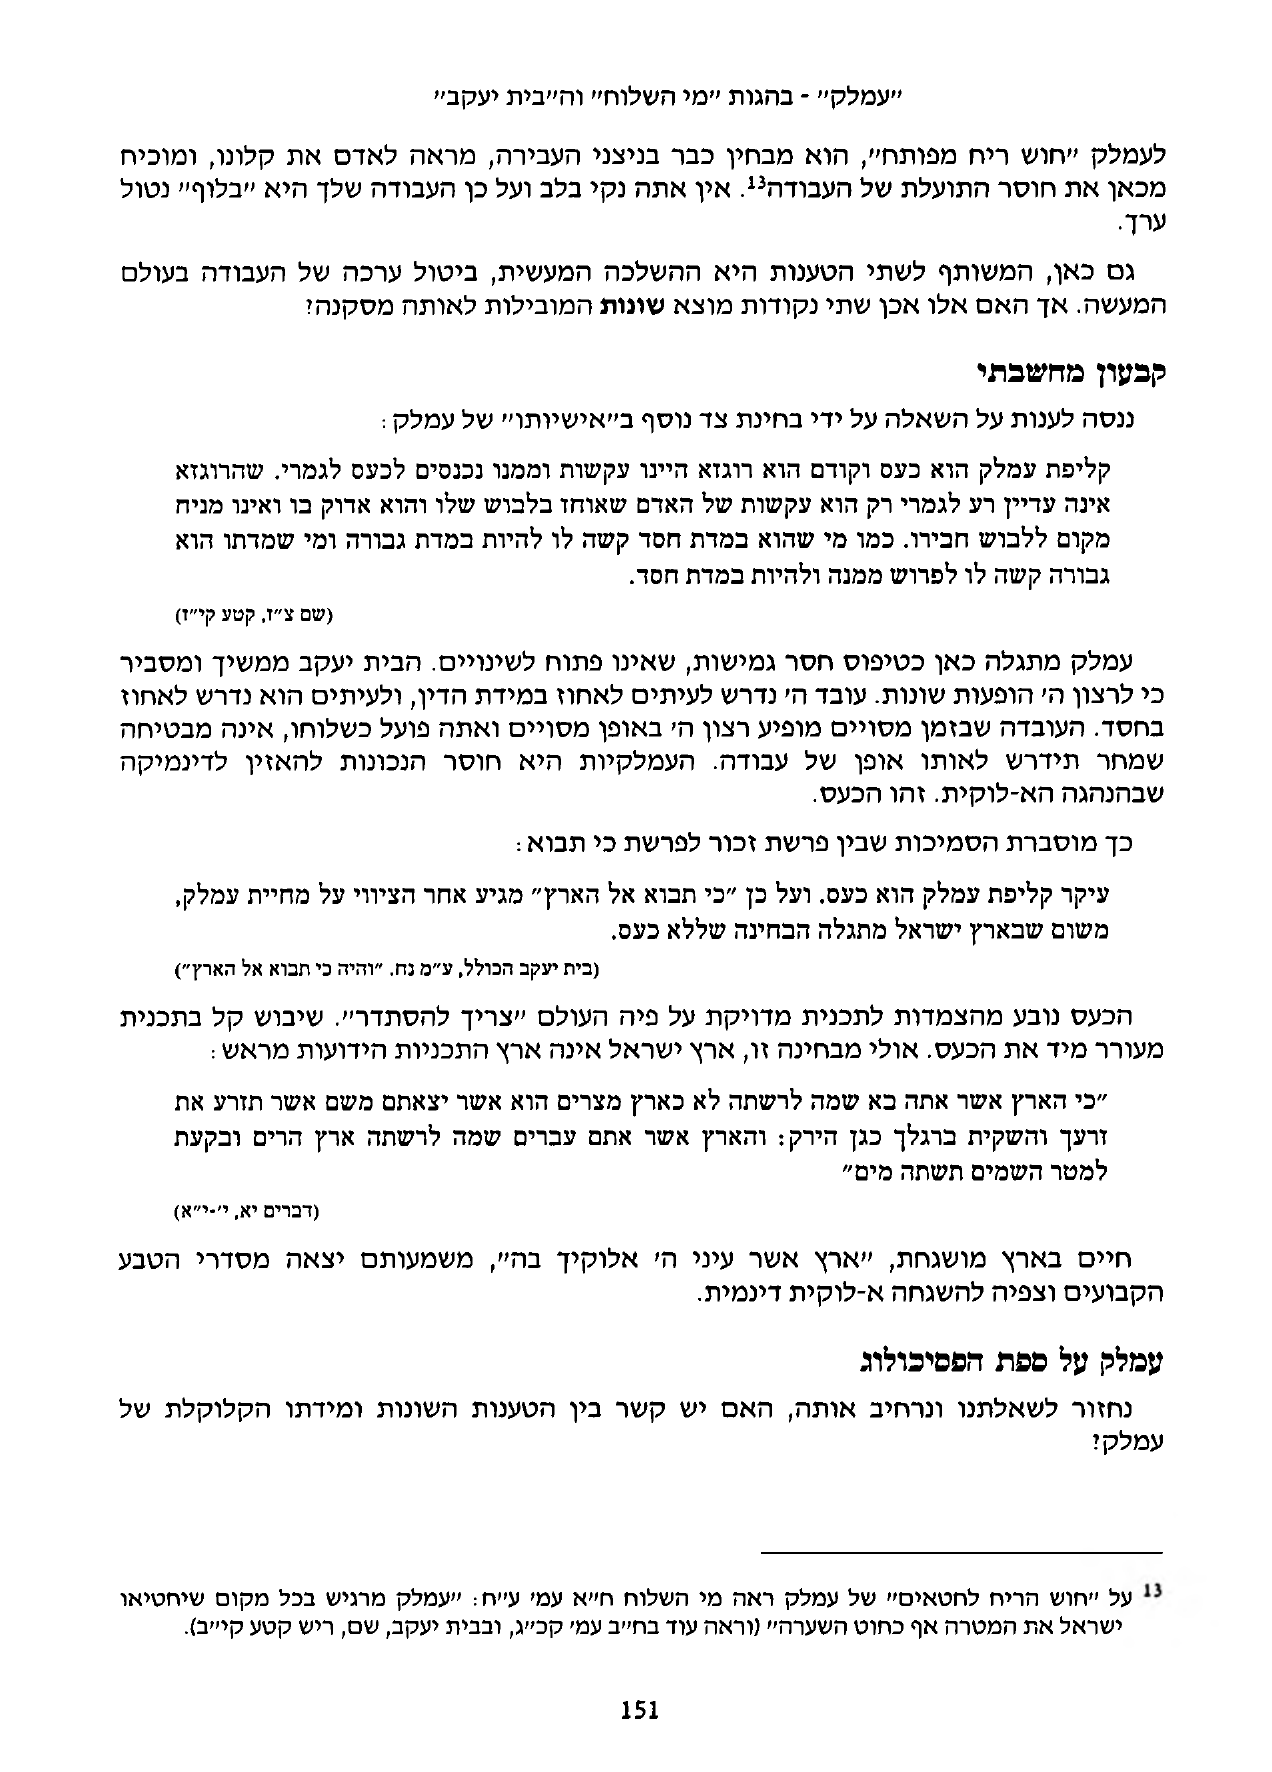 "עמלק" - בהגות "מי השלוח" וה"בית יעקב"
לעמלק "חוש ריח מפותח", הוא מבחין כבר בניצני העבירה, מראה לאדם את קלונו, ומוכיח
מכאן את חוסר התועלת של העבודה¹³. אין אתה נקי בלב ועל כן העבודה שלך היא "בלוף" נטול
ערך.
גם כאן, המשותף לשתי הטענות היא ההשלכה המעשית, ביטול ערכה של העבודה בעולם
המעשה. אך האם אלו אכן שתי נקודות מוצא שונות המובילות לאותה מסקנה?
קבעון מחשבתי
ננסה לענות על השאלה על ידי בחינת צד נוסף ב"אישיותו" של עמלק:
קליפת עמלק הוא כעס וקודם הוא רוגזא היינו עקשות וממנו נכנסים לכעס לגמרי. שהרוגזא
אינה עדיין רע לגמרי רק הוא עקשות של האדם שאוחז בלבוש שלו והוא אדוק בו ואינו מניח
מקום ללבוש חבירו. כמו מי שהוא במדת חסד קשה לו להיות במדת גבורה ומי שמדתו הוא
גבורה קשה לו לפרוש ממנה ולהיות במדת חסד.
(שם צ"ז, קטע קי"ז)
עמלק מתגלה כאן כטיפוס חסר גמישות, שאינו פתוח לשינויים. הבית יעקב ממשיך ומסביר
כי לרצון ה' הופעות שונות. עובד ה' נדרש לעיתים לאחוז במידת הדין, ולעיתים הוא נדרש לאחוז
בחסד. העובדה שבזמן מסויים מופיע רצון ה' באופן מסויים ואתה פועל כשלוחו, אינה מבטיחה
שמחר תידרש לאותו אופן של עבודה. העמלקיות היא חוסר הנכונות להאזין לדינמיקה
שבהנהגה הא-לוקית. זהו הכעס.
כך מוסברת הסמיכות שבין פרשת זכור לפרשת כי תבוא:
עיקר קליפת עמלק הוא כעס. ועל כן "כי תבוא אל הארץ" מגיע אחר הציווי על מחיית עמלק,
משום שבארץ ישראל מתגלה הבחינה שללא כעס.
(בית יעקב הכולל, ע"מ נח. "והיה כי תבוא אל הארץ")
הכעס נובע מהצמדות לתכנית מדויקת על פיה העולם "צריך להסתדר". שיבוש קל בתכנית
מעורר מיד את הכעס. אולי מבחינה זו, ארץ ישראל אינה ארץ התכניות הידועות מראש:
"כי הארץ אשר אתה בא שמה לרשתה לא כארץ מצרים הוא אשר יצאתם משם אשר תזרע את
זרעך והשקית ברגלך כגן הירק: והארץ אשר אתם עברים שמה לרשתה ארץ הרים ובקעת
למטר השמים תשתה מים"
(דברים יא, י'-י"א)
חיים בארץ מושגחת, "ארץ אשר עיני ה' אלוקיך בה", משמעותם יצאה מסדרי הטבע
הקבועים וצפיה להשגחה א-לוקית דינמית.
עמלק על ספת הפסיכולוג
נחזור לשאלתנו ונרחיב אותה, האם יש קשר בין הטענות השונות ומידתו הקלוקלת של
עמלק?
13 על "חוש הריח לחטאים" של עמלק ראה מי השלוח ח"א עמ' ע"ח: "עמלק מרגיש בכל מקום שיחטיאו
ישראל את המטרה אף כחוט השערה" (וראה עוד בח"ב עמ' קכ"ג, ובבית יעקב, שם, ריש קטע קי"ב).
151